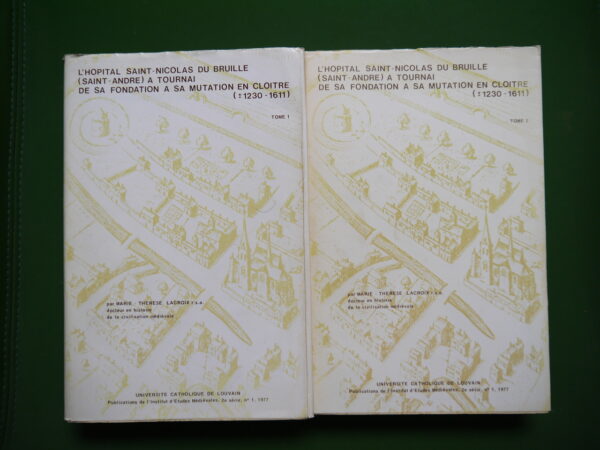 L'HOPITAL SAINT-NICOLAS DU BRUILLE
(SAINT-ANDRE) A TOURNAI
DE SA FONDATION A SA MUTATION EN CLOITRE
(± 1230-1611)
TOME I
par MARIE-THERESE LACROIX r.s.a.
docteur en histoire
de la civilisation médiévale
UNIVERSITE CATHOLIQUE DE LOUVAIN
Publications de l'Institut d'Etudes Médiévales, 2e série, n° 1, 1977
L'HOPITAL SAINT-NICOLAS DU BRUILLE
(SAINT-ANDRE) A TOURNAI
DE SA FONDATION A SA MUTATION EN CLOITRE
(± 1230-1611)
TOME
par MARIE-THERESE LACROIX r.s.a.
docteur en histoire
de la civilisation médiévale
UNIVERSITE CATHOLIQUE DE LOUVAIN
Publications de l'Institut d'Etudes Médiévales, 2e série, n° 1, 1977